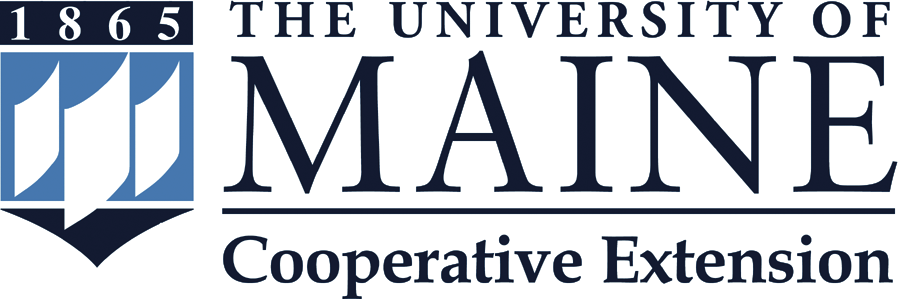 1865
THE UNIVERSITY OF
MAINE
Cooperative Extension